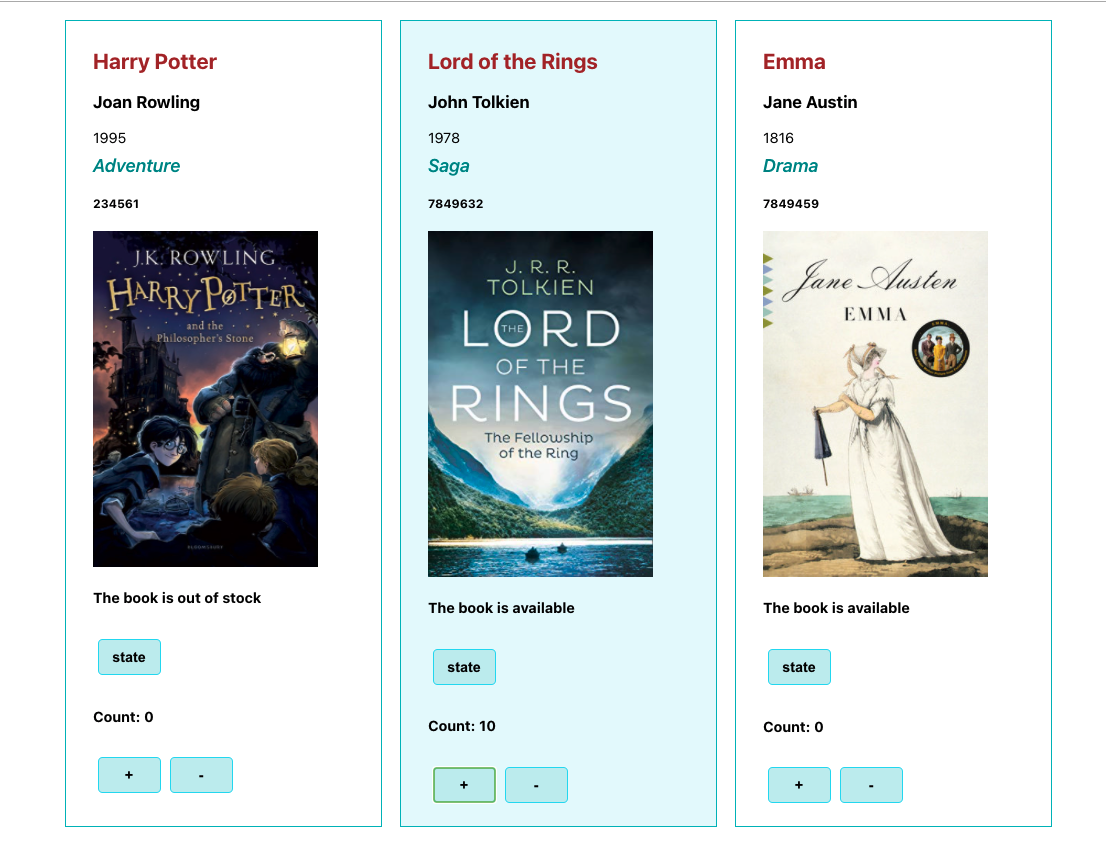 Harry Potter
Joan Rowling
1995
Adventure
234561
J.K. ROWLING
HARRY POTTER
and the
Philosopher's Stone
BLOOMSBURY
The book is out of stock
state
Count: 0
+ -
Lord of the Rings
John Tolkien
1978
Saga
7849632
J. R. R.
TOLKIEN
THE LORD
OF THE
RINGS
The Fellowship
of the Ring
The book is available
state
Count: 10
+ -
Emma
Jane Austin
1816
Drama
7849459
Jane Austen
EMMA
EMMA
The book is available
state
Count: 0
+ -